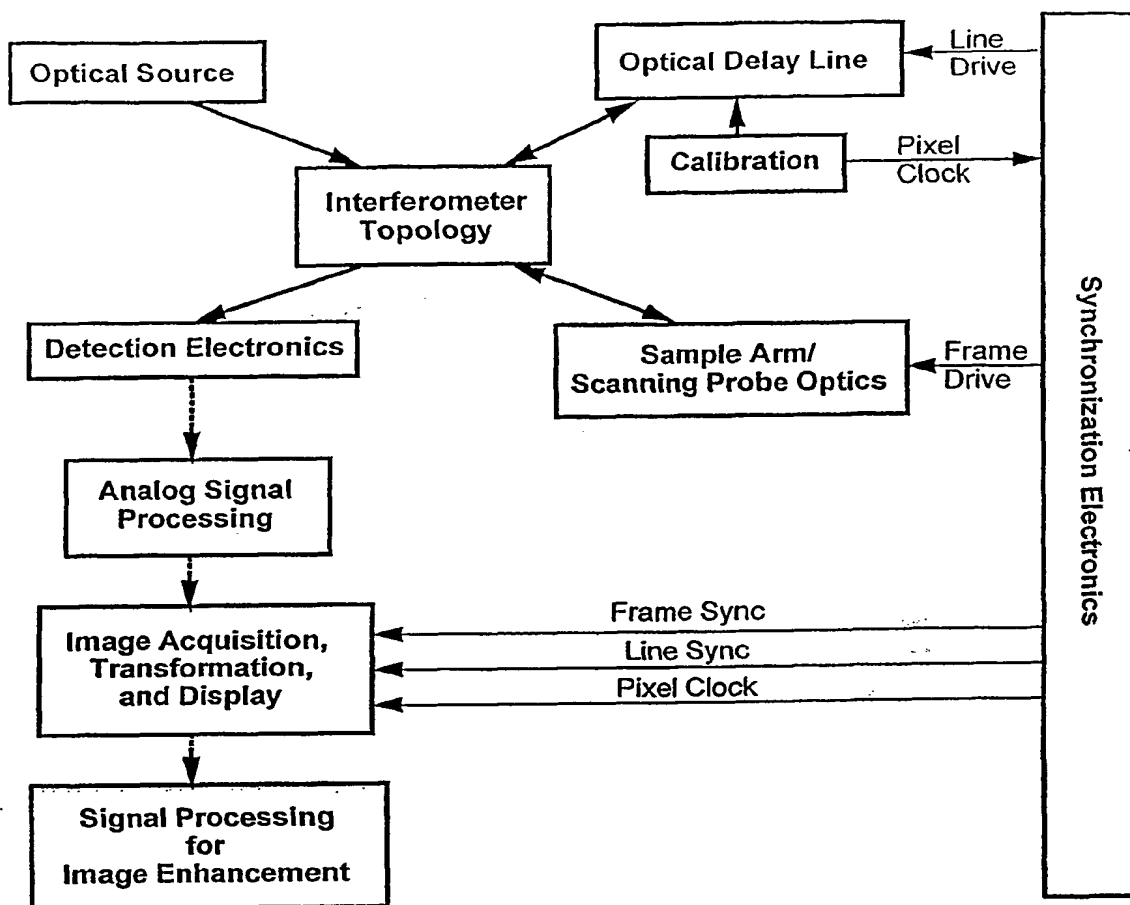 Optical Source
Optical Delay Line
Line
Drive
Calibration
Pixel
Clock
Interferometer
Topology
Detection Electronics
Sample Arm/
Scanning Probe Optics
Frame
Drive
Synchronization Electronics
Analog Signal
Processing
Image Acquisition,
Transformation,
and Display
Frame Sync
Line Sync
Pixel Clock
Signal Processing
for
Image Enhancement